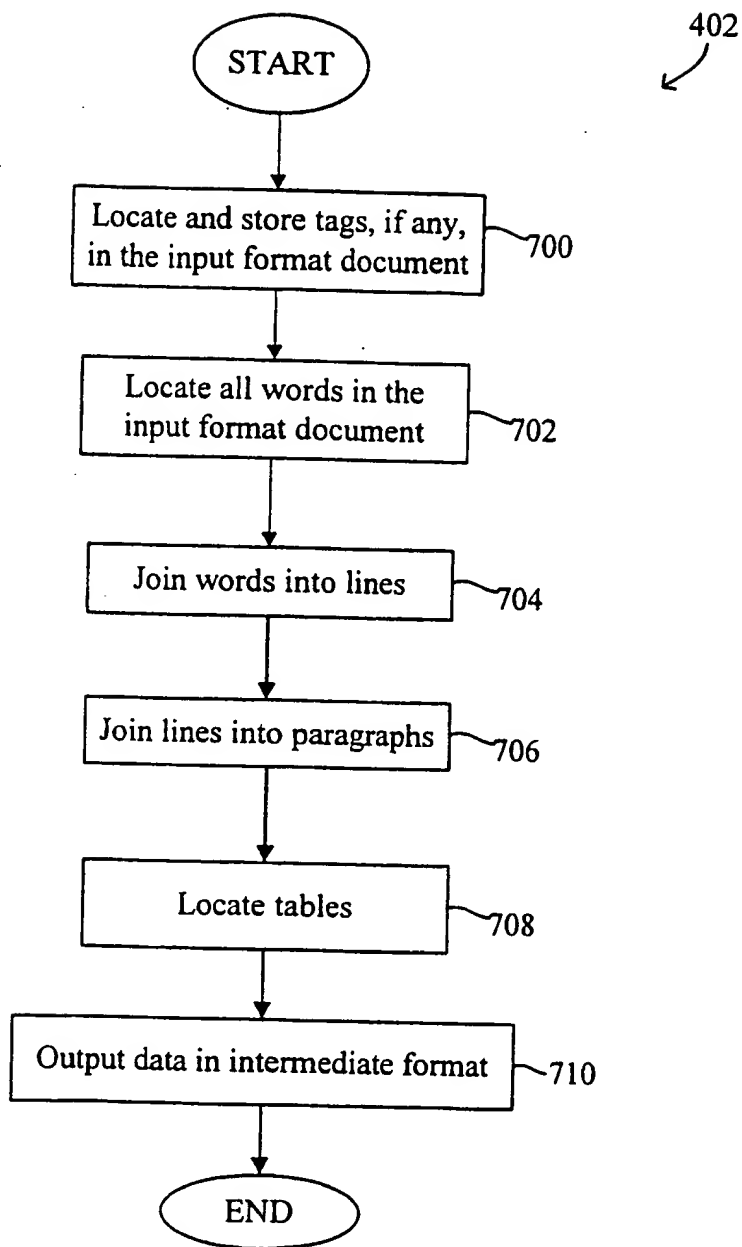 402
START
Locate and store tags, if any,
in the input format document
700
Locate all words in the
input format document
702
Join words into lines
704
Join lines into paragraphs
706
Locate tables
708
Output data in intermediate format
710
END